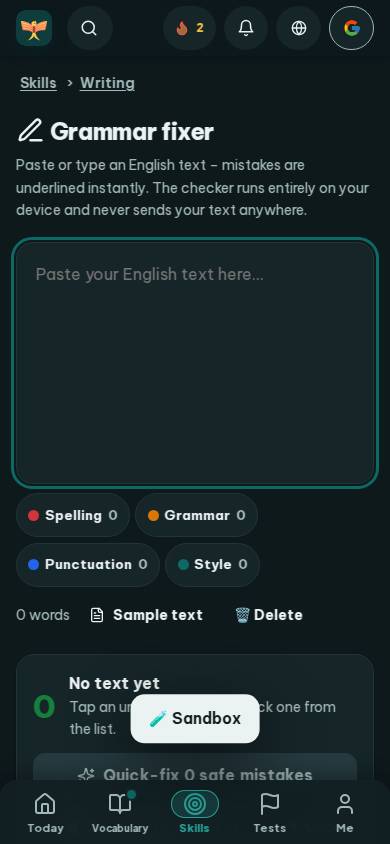 2
Skills › Writing
Grammar fixer
Paste or type an English text – mistakes are
underlined instantly. The checker runs entirely on your
device and never sends your text anywhere.
Paste your English text here...
Spelling 0 Grammar 0
Punctuation 0 Style 0
0 words Sample text Delete
0 No text yet
Tap an ck one from
the list.
Sandbox
Quick-fix 0 safe mistakes
Today Vocabulary Skills Tests Me